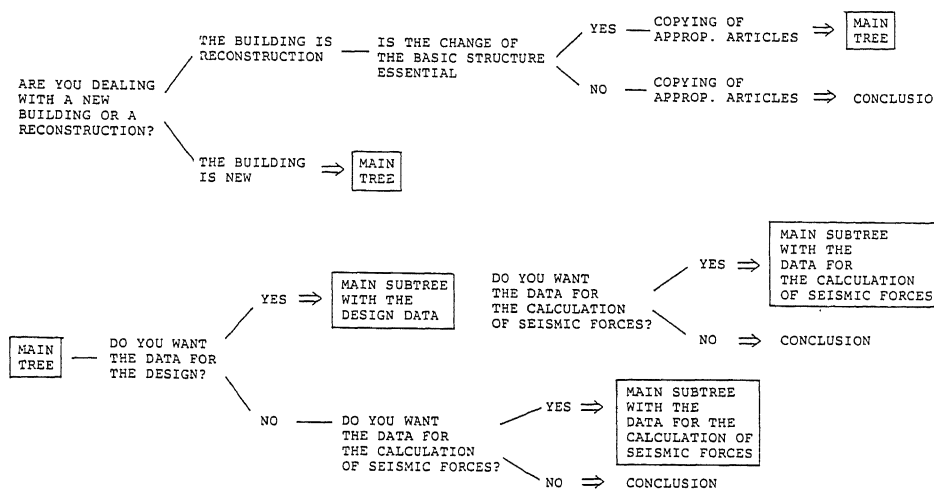 ARE YOU DEALING
WITH A NEW
BUILDING OR A
RECONSTRUCTION?
THE BUILDING IS
RECONSTRUCTION
IS THE CHANGE OF
THE BASIC STRUCTURE
ESSENTIAL
YES
COPYING OF
APPROP. ARTICLES
MAIN
TREE
NO
COPYING OF
APPROP. ARTICLES
CONCLUSIO
THE BUILDING
IS NEW
MAIN
TREE
MAIN
TREE
DO YOU WANT
THE DATA FOR
THE DESIGN?
YES
MAIN SUBTREE
WITH THE
DESIGN DATA
DO YOU WANT
THE DATA FOR
THE CALCULATION
OF SEISMIC FORCES?
YES
MAIN SUBTREE
WITH THE
DATA FOR
THE CALCULATION
OF SEISMIC FORCES
NO
CONCLUSION
NO
DO YOU WANT
THE DATA FOR
THE CALCULATION
OF SEISMIC FORCES?
YES
MAIN SUBTREE
WITH THE
DATA FOR THE
CALCULATION OF
SEISMIC FORCES
NO
CONCLUSION